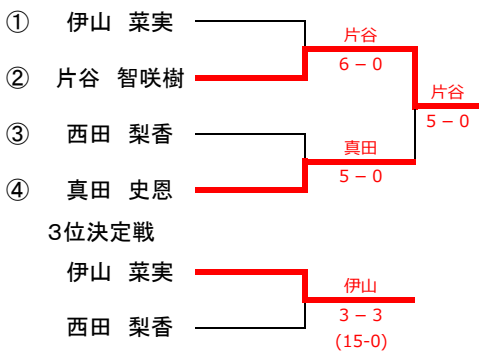 ① 伊山 菜実
片谷
② 片谷 智咲樹
6 – 0
片谷
5 – 0
③ 西田 梨香
真田
④ 真田 史恩
5 – 0
3位決定戦
伊山 菜実
伊山
3 – 3
西田 梨香
(15-0)